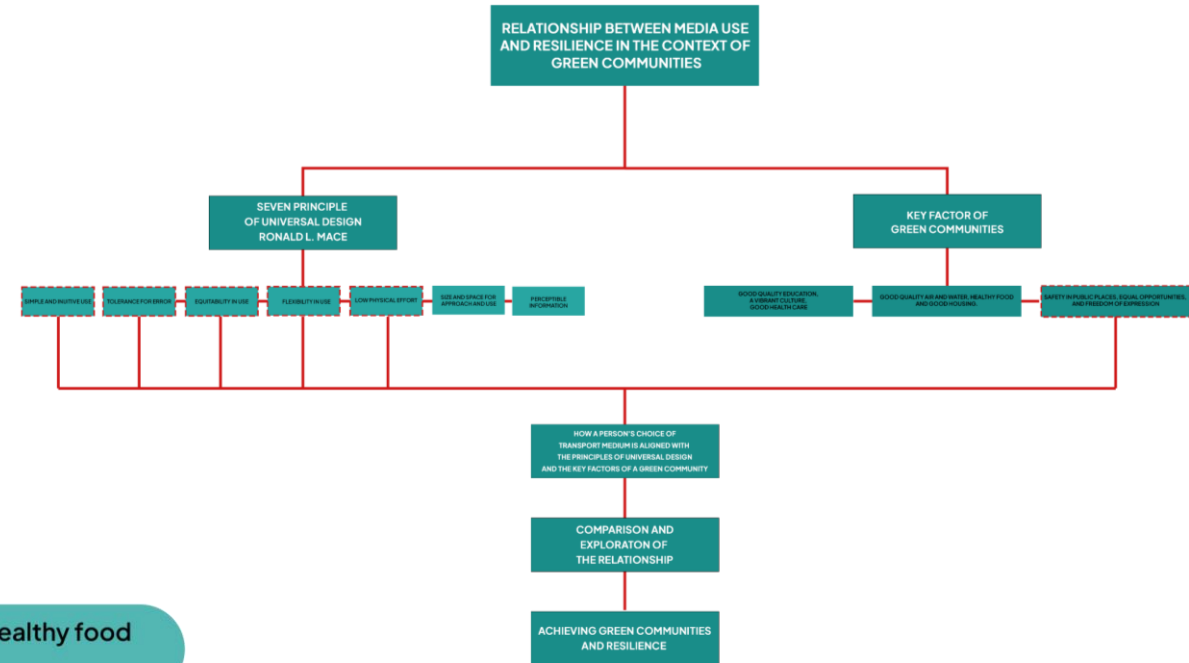 RELATIONSHIP BETWEEN MEDIA USE
AND RESILIENCE IN THE CONTEXT OF
GREEN COMMUNITIES
SEVEN PRINCIPLE
OF UNIVERSAL DESIGN
RONALD L. MACE
KEY FACTOR OF
GREEN COMMUNITIES
SIMPLE AND INUITIVE USE
TOLERANCE FOR ERROR
EQUITABILITY IN USE
FLEXIBILITY IN USE
LOW PHYSICAL EFFORT
SIZE AND SPACE FOR
APPROACH AND USE
PERCEPTIBLE
INFORMATION
GOOD QUALITY EDUCATION,
A VIBRANT CULTURE,
GOOD HEALTH CARE
GOOD QUALITY AIR AND WATER, HEALTHY FOOD
AND GOOD HOUSING.
SAFETY IN PUBLIC PLACES, EQUAL OPPORTUNITIES,
AND FREEDOM OF EXPRESSION
HOW A PERSON'S CHOICE OF
TRANSPORT MEDIUM IS ALIGNED WITH
THE PRINCIPLES OF UNIVERSAL DESIGN
AND THE KEY FACTORS OF A GREEN COMMUNITY
COMPARISON AND
EXPLORATON OF
THE RELATIONSHIP
ACHIEVING GREEN COMMUNITIES
AND RESILIENCE
ealthy food